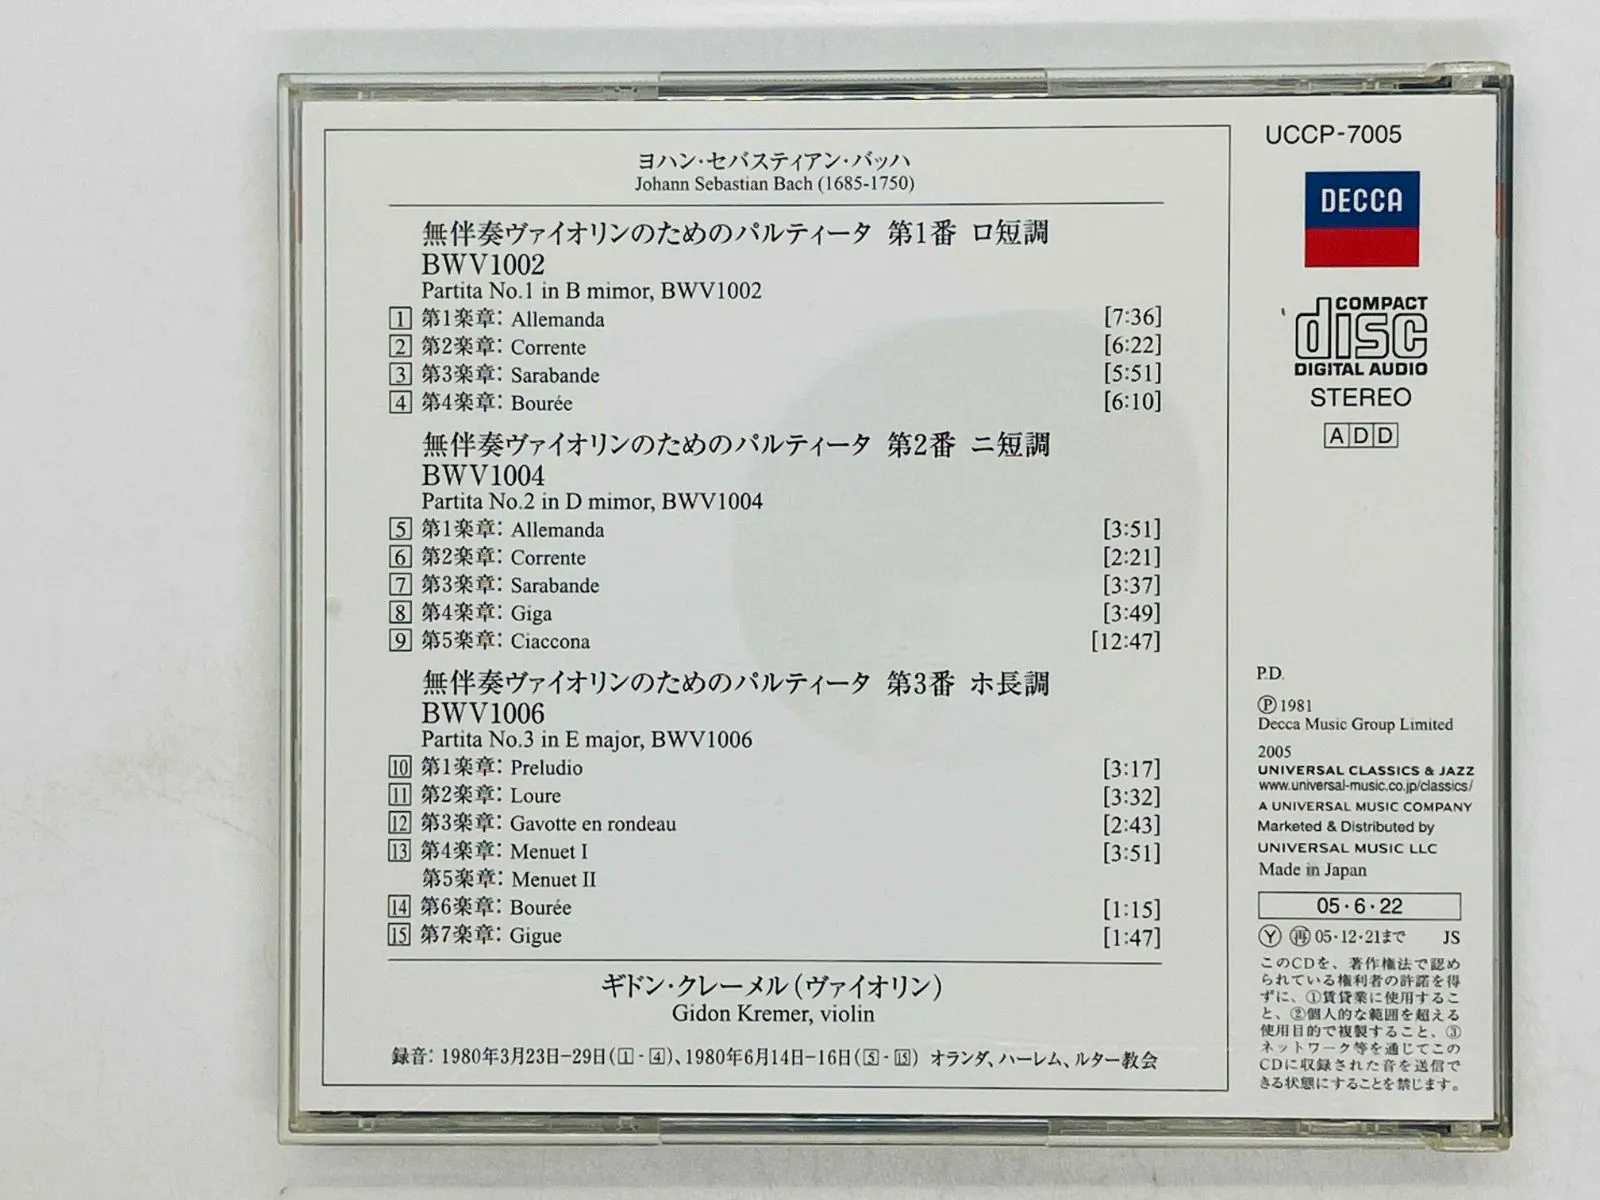 ヨハン・セバスティアン・バッハ
Johann Sebastian Bach (1685-1750)
無伴奏ヴァイオリンのためのパルティータ 第1番 ロ短調
BWV1002
Partita No.1 in B mimor, BWV1002
1 第1楽章: Allemanda [7:36]
2 第2楽章: Corrente [6:22]
3 第3楽章: Sarabande [5:51]
4 第4楽章: Bourée [6:10]
無伴奏ヴァイオリンのためのパルティータ 第2番 ニ短調
BWV1004
Partita No.2 in D mimor, BWV1004
5 第1楽章: Allemanda [3:51]
6 第2楽章: Corrente [2:21]
7 第3楽章: Sarabande [3:37]
8 第4楽章: Giga [3:49]
9 第5楽章: Ciaccona [12:47]
無伴奏ヴァイオリンのためのパルティータ 第3番 ホ長調
BWV1006
Partita No.3 in E major, BWV1006
10 第1楽章: Preludio [3:17]
11 第2楽章: Loure [3:32]
12 第3楽章: Gavotte en rondeau [2:43]
13 第4楽章: Menuet I [3:51]
第5楽章: Menuet II
14 第6楽章: Bourée [1:15]
15 第7楽章: Gigue [1:47]
ギドン・クレーメル(ヴァイオリン)
Gidon Kremer, violin
録音: 1980年3月23日-29日(1 - 4)、1980年6月14日-16日(5 - 15) オランダ、ハーレム、ルター教会
UCCP-7005
DECCA
COMPACT
disc
DIGITAL AUDIO
STEREO
ADD
P.D.
Ⓟ 1981
Decca Music Group Limited
2005
UNIVERSAL CLASSICS & JAZZ
www.universal-music.co.jp/classics/
A UNIVERSAL MUSIC COMPANY
Marketed & Distributed by
UNIVERSAL MUSIC LLC
Made in Japan
05・6・22
Ⓨ 再 05・12・21まで JS
このCDを、著作権法で認め
られている権利者の許諾を得
ずに、①賃貸業に使用するこ
と、②個人的な範囲を超える
使用目的で複製すること、③
ネットワーク等を通じてこの
CDに収録された音を送信で
きる状態にすることを禁じます。